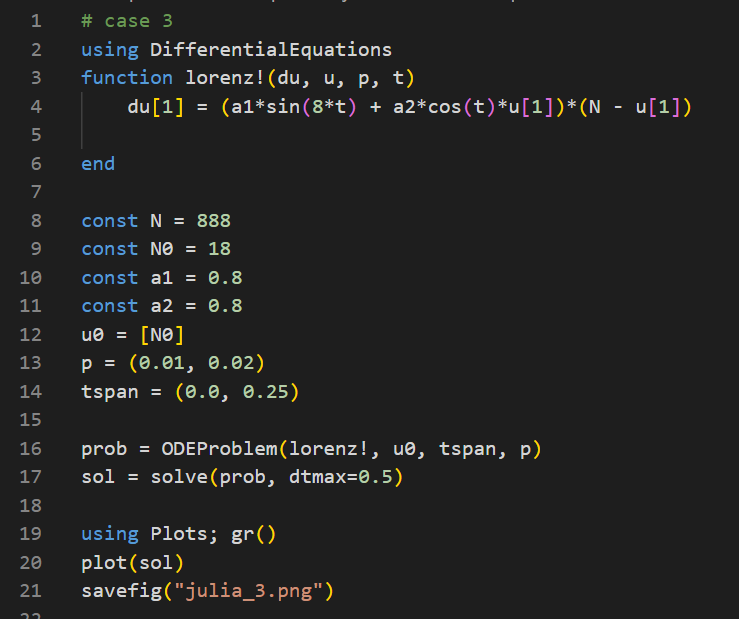 1 # case 3
2 using DifferentialEquations
3 function lorenz!(du, u, p, t)
4     du[1] = (a1*sin(8*t) + a2*cos(t)*u[1])*(N - u[1])
5
6 end
7
8 const N = 888
9 const N0 = 18
10 const a1 = 0.8
11 const a2 = 0.8
12 u0 = [N0]
13 p = (0.01, 0.02)
14 tspan = (0.0, 0.25)
15
16 prob = ODEProblem(lorenz!, u0, tspan, p)
17 sol = solve(prob, dtmax=0.5)
18
19 using Plots; gr()
20 plot(sol)
21 savefig("julia_3.png")
22